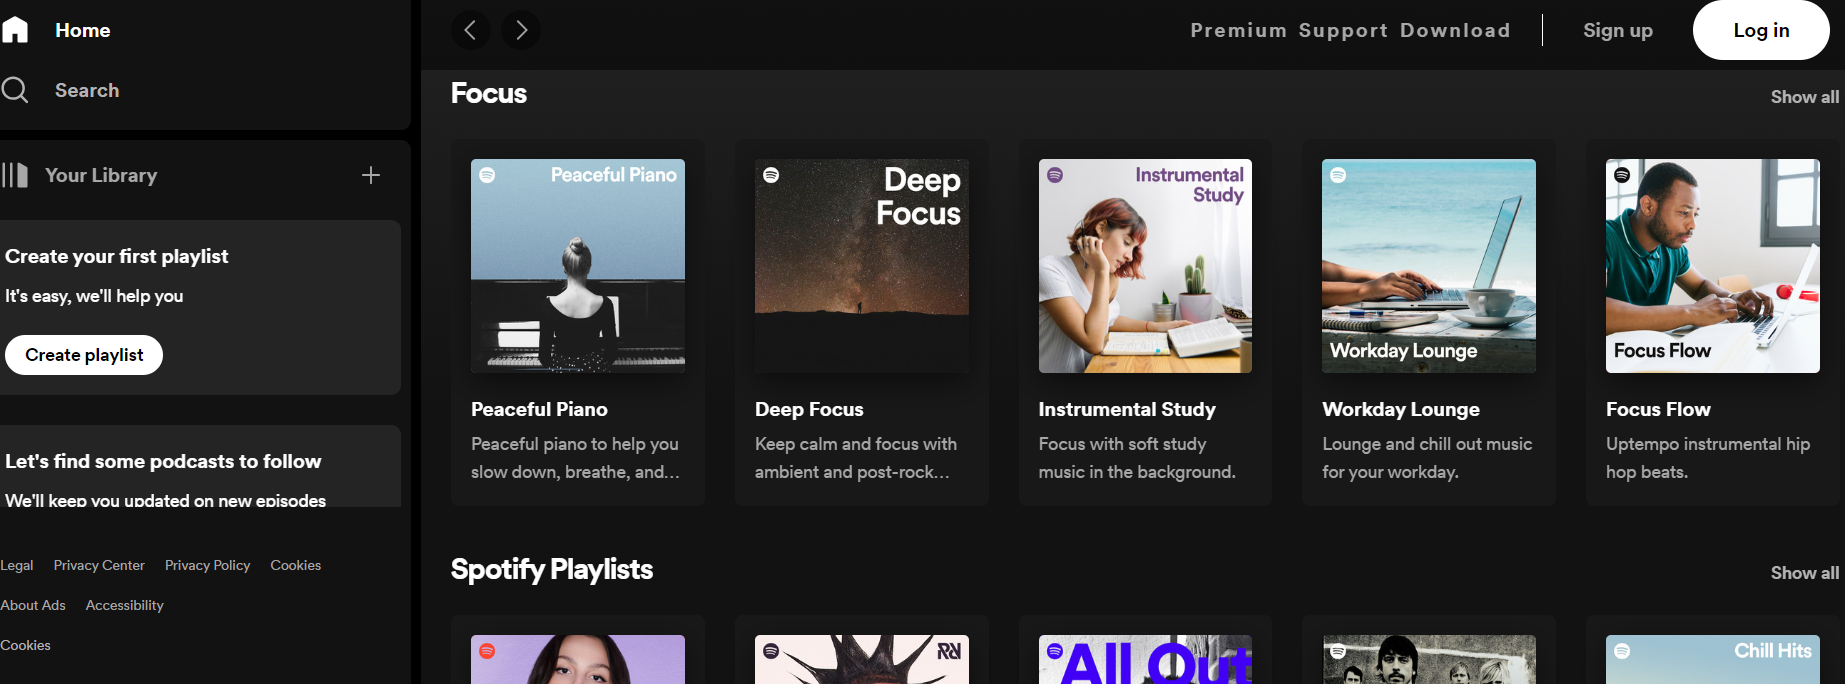 Home
Search
Your Library
Create your first playlist
It's easy, we'll help you
Create playlist
Let's find some podcasts to follow
We'll keep you updated on new episodes
Legal Privacy Center Privacy Policy Cookies
About Ads Accessibility
Cookies
Premium Support Download Sign up Log in
Focus Show all
Peaceful Piano
Peaceful Piano
Peaceful piano to help you
slow down, breathe, and...
Deep
Focus
Deep Focus
Keep calm and focus with
ambient and post-rock...
Instrumental
Study
Instrumental Study
Focus with soft study
music in the background.
Workday Lounge
Workday Lounge
Lounge and chill out music
for your workday.
Focus Flow
Focus Flow
Uptempo instrumental hip
hop beats.
Spotify Playlists Show all
All Out
Chill Hits